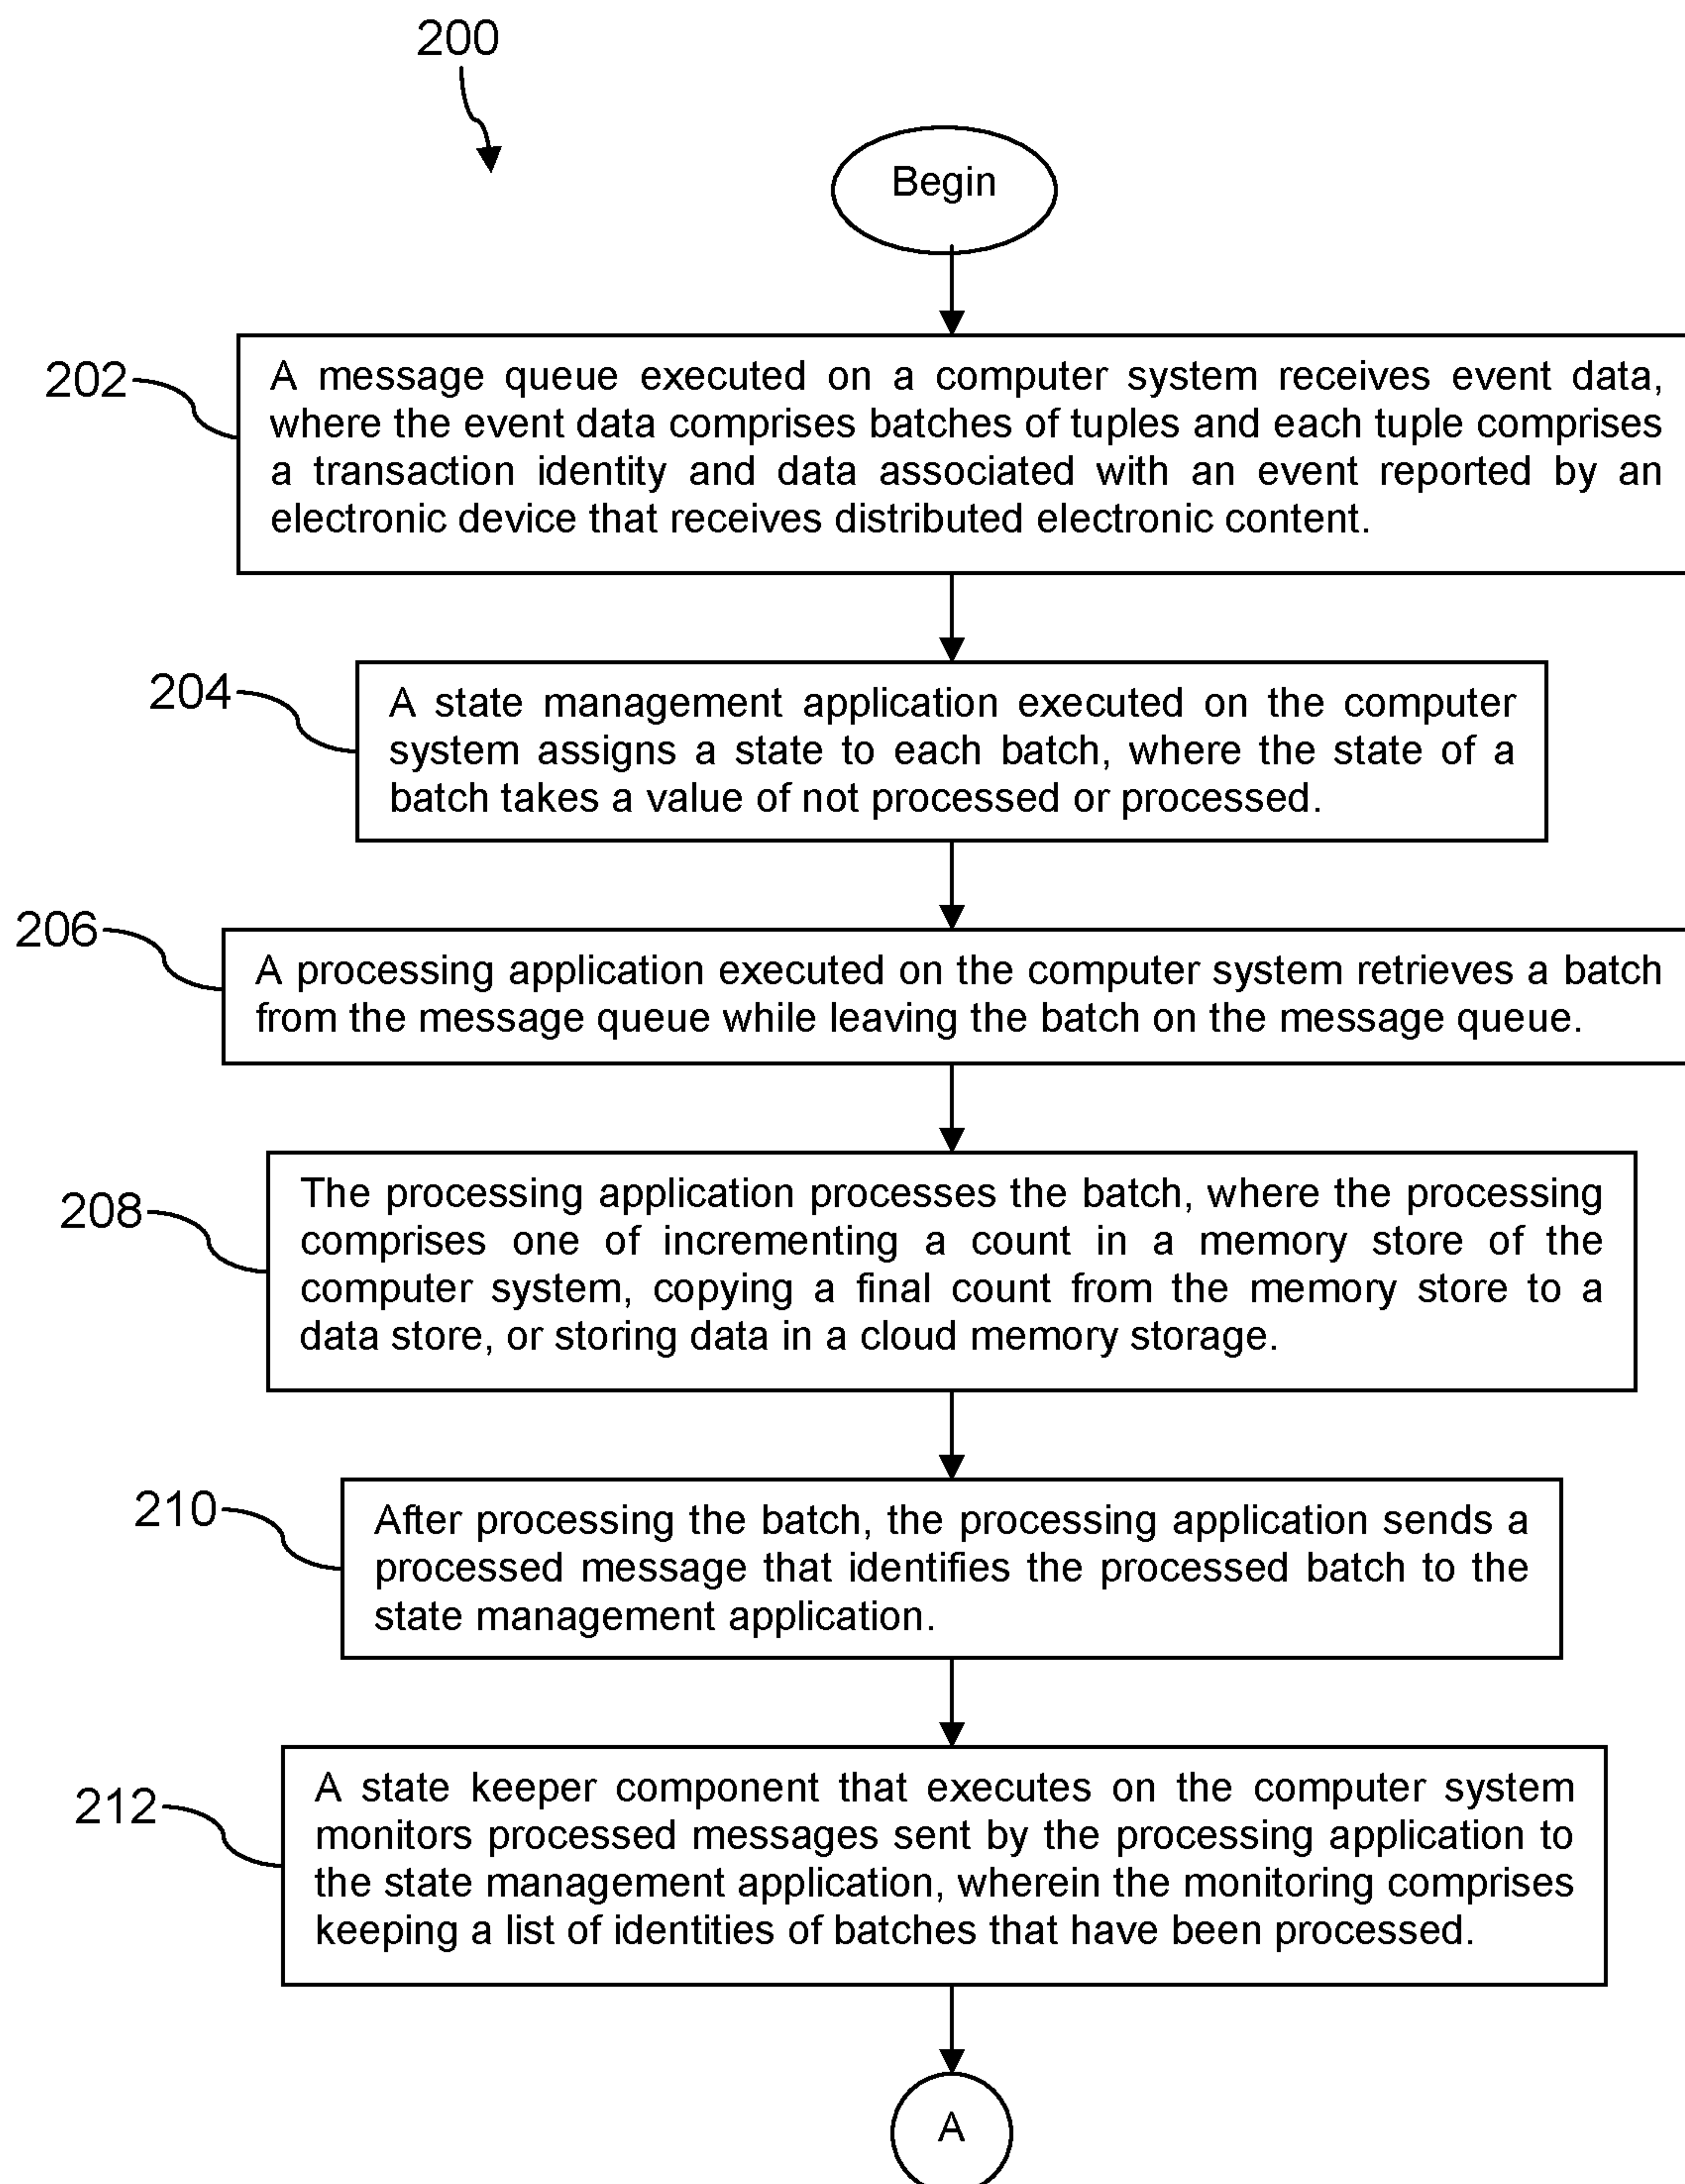 200
Begin
202
A message queue executed on a computer system receives event data,
where the event data comprises batches of tuples and each tuple comprises
a transaction identity and data associated with an event reported by an
electronic device that receives distributed electronic content.
204
A state management application executed on the computer
system assigns a state to each batch, where the state of a
batch takes a value of not processed or processed.
206
A processing application executed on the computer system retrieves a batch
from the message queue while leaving the batch on the message queue.
208
The processing application processes the batch, where the processing
comprises one of incrementing a count in a memory store of the
computer system, copying a final count from the memory store to a
data store, or storing data in a cloud memory storage.
210
After processing the batch, the processing application sends a
processed message that identifies the processed batch to the
state management application.
212
A state keeper component that executes on the computer system
monitors processed messages sent by the processing application to
the state management application, wherein the monitoring comprises
keeping a list of identities of batches that have been processed.
A